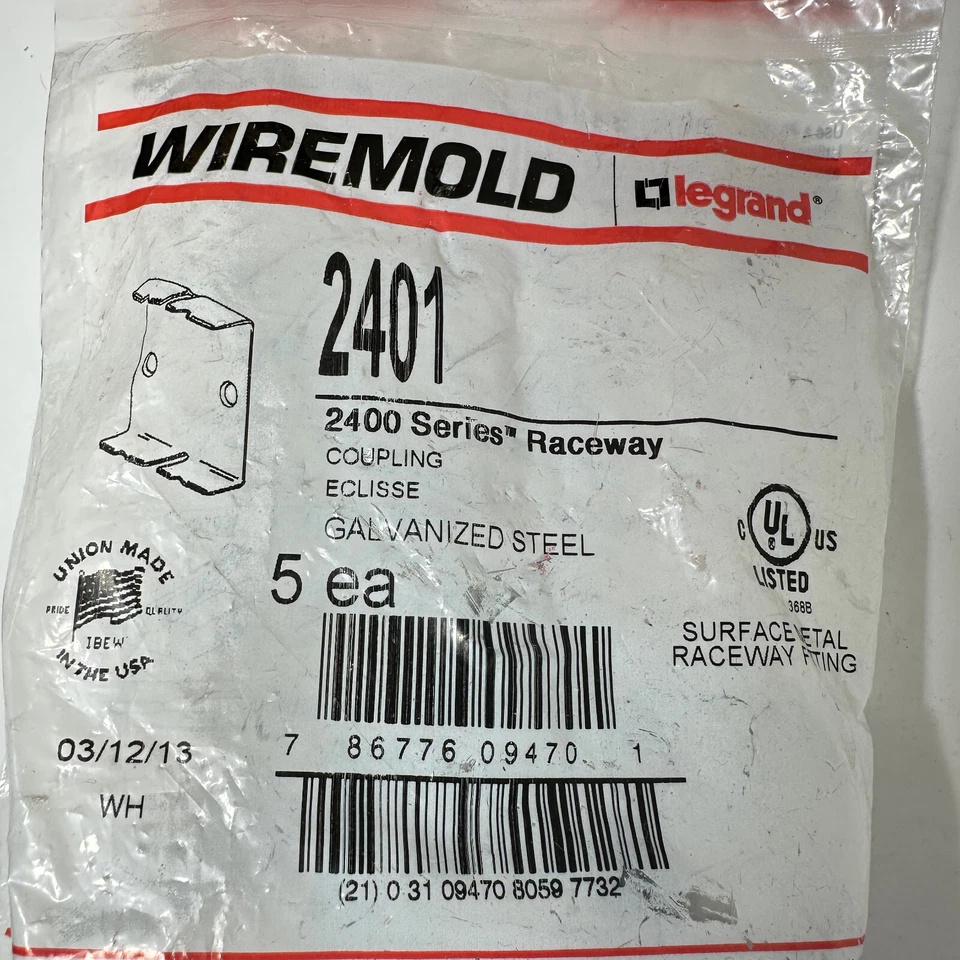 WIREMOLD
legrand®
2401
2400 Series™ Raceway
COUPLING
ECLISSE
GALVANIZED STEEL
5 ea
C UL ® US
LISTED
368B
SURFACE METAL
RACEWAY FITTING
UNION MADE
PRIDE QUALITY
IBEW
IN THE USA
03/12/13
WH
7 86776 09470 1
(21) 0 31 09470 8059 7732